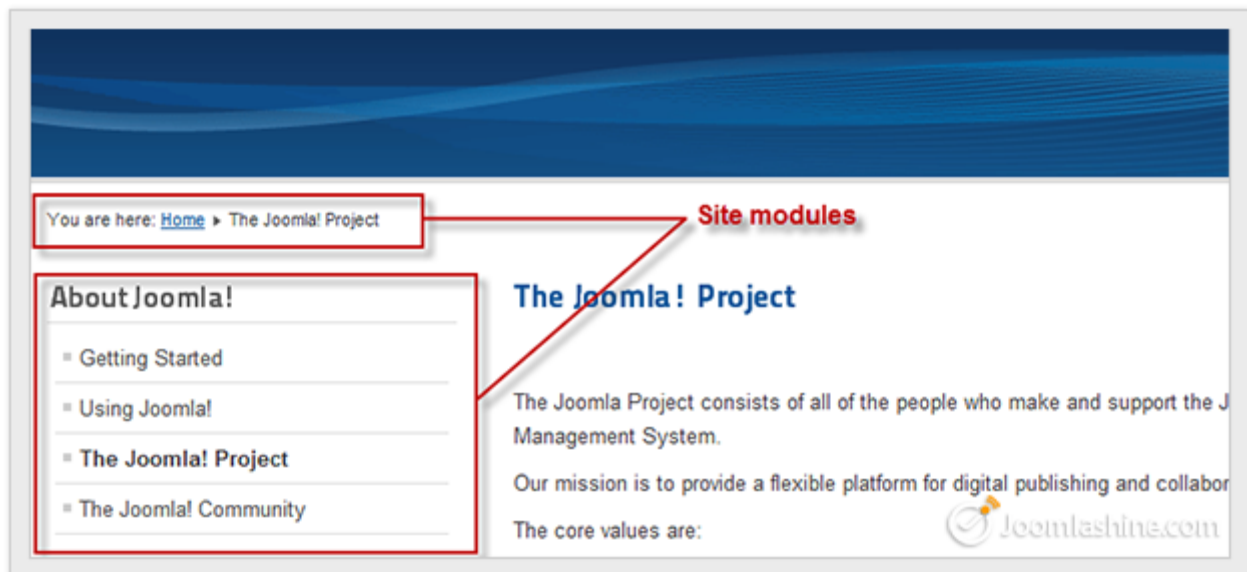 You are here: Home ▸ The Joomla! Project
Site modules
About Joomla!
Getting Started
Using Joomla!
The Joomla! Project
The Joomla! Community
The Joomla! Project
The Joomla Project consists of all of the people who make and support the J
Management System.
Our mission is to provide a flexible platform for digital publishing and collabor
The core values are:
Joomlashine.com